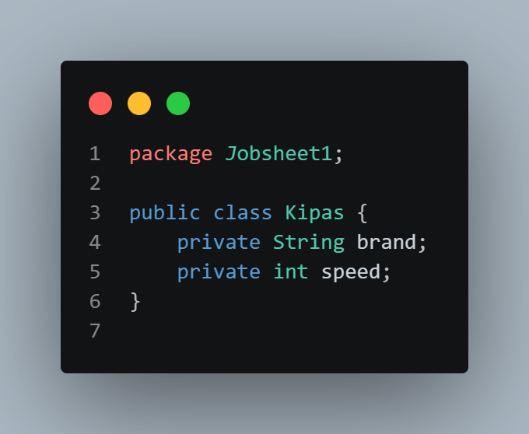 1 package Jobsheet1;
2
3 public class Kipas {
4     private String brand;
5     private int speed;
6 }
7